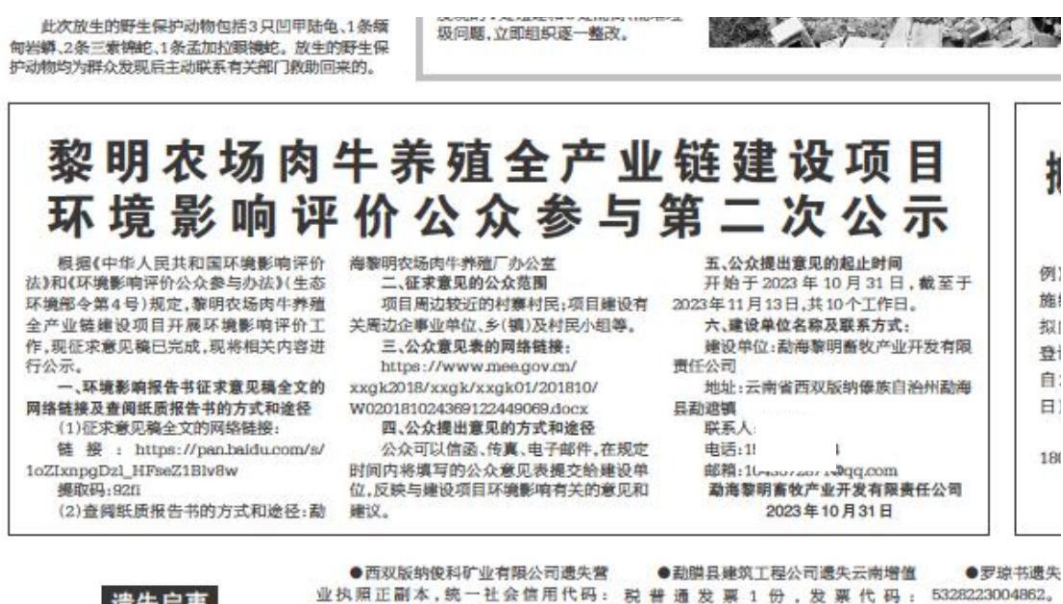 此次放生的野生保护动物包括3只凹甲陆龟、1条缅
甸岩蟒、2条三索锦蛇、1条孟加拉眼镜蛇。放生的野生保
护动物均为群众发现后主动联系有关部门救助回来的。
圾问题,立即组织逐一整改。
黎明农场肉牛养殖全产业链建设项目
环境影响评价公众参与第二次公示
根据《中华人民共和国环境影响评价
法》和《环境影响评价公众参与办法》(生态
环境部令第4号)规定,黎明农场肉牛养殖
全产业链建设项目开展环境影响评价工
作,现征求意见稿已完成,现将相关内容进
行公示。
一、环境影响报告书征求意见稿全文的
网络链接及查阅纸质报告书的方式和途径
(1)征求意见稿全文的网络链接:
链接:https://pan.baidu.com/s/
1oZIxnpgDzl_HFseZ1Blv8w
提取码:92fi
(2)查阅纸质报告书的方式和途径:勐
海黎明农场肉牛养殖厂办公室
二、征求意见的公众范围
项目周边较近的村寨村民;项目建设有
关周边企事业单位、乡(镇)及村民小组等。
三、公众意见表的网络链接:
https://www.mee.gov.cn/
xxgk2018/xxgk/xxgk01/201810/
W020181024369122449069.docx
四、公众提出意见的方式和途径
公众可以信函、传真、电子邮件,在规定
时间内将填写的公众意见表提交给建设单
位,反映与建设项目环境影响有关的意见和
建议。
五、公众提出意见的起止时间
开始于2023年10月31日,截至于
2023年11月13日,共10个工作日。
六、建设单位名称及联系方式:
建设单位:勐海黎明畜牧产业开发有限
责任公司
地址:云南省西双版纳傣族自治州勐海
县勐遮镇
联系人:
电话:1
邮箱: qq.com
勐海黎明畜牧产业开发有限责任公司
2023年10月31日
例
施
拟
登
自
日
180
遗失启事
●西双版纳俊科矿业有限公司遗失营
业执照正副本,统一社会信用代码:
●勐腊县建筑工程公司遗失云南增值
税普通发票1份,发票代码:
●罗琼书遗失
5328223004862。